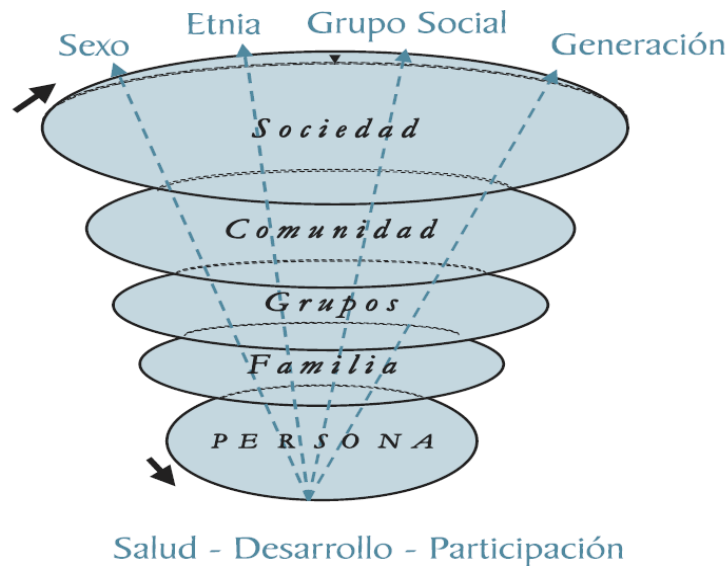 Sexo Etnia Grupo Social Generación
Sociedad
Comunidad
Grupos
Familia
PERSONA
Salud - Desarrollo - Participación